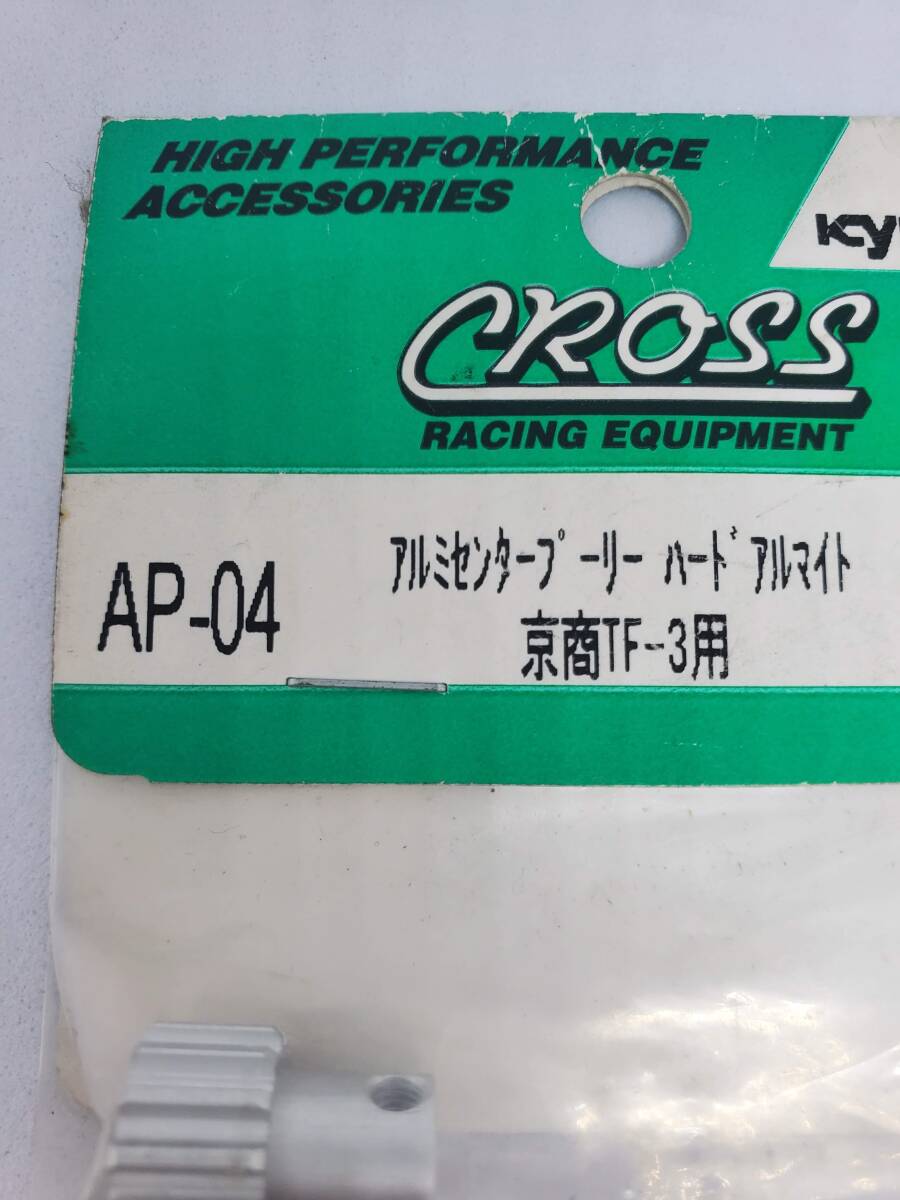 HIGH PERFORMANCE
ACCESSORIES
CROSS
RACING EQUIPMENT
AP-04
アルミセンタープーリー ハードアルマイト
京商TF-3用